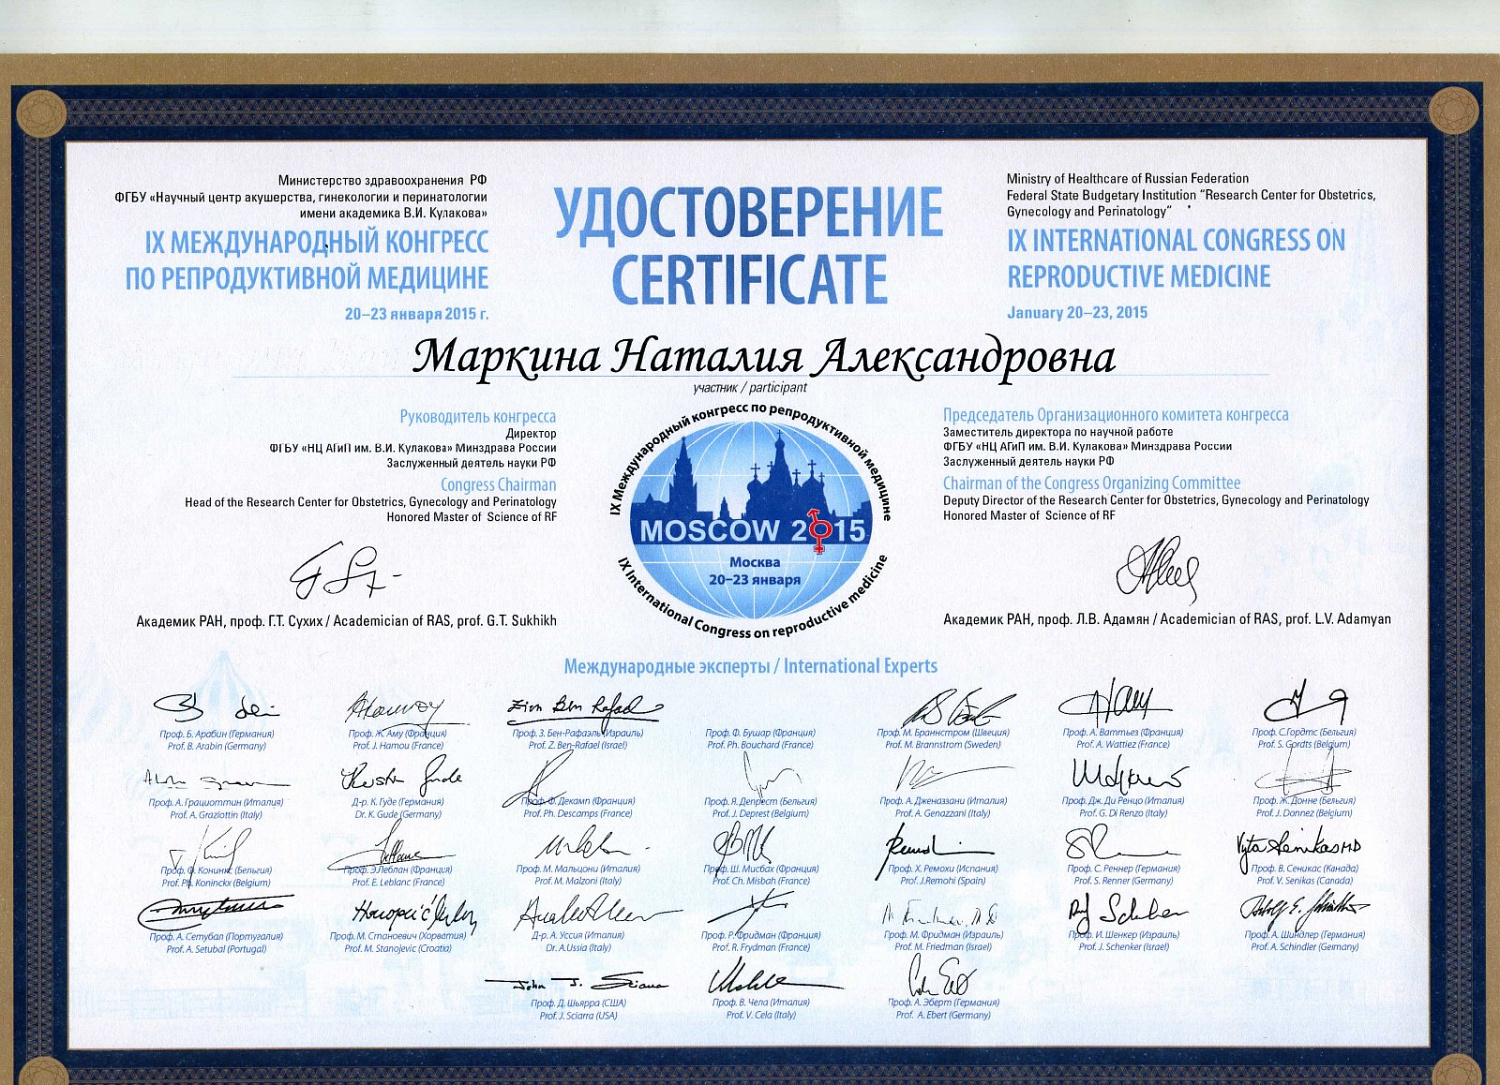 Министерство здравоохранения РФ
ФГБУ «Научный центр акушерства, гинекологии и перинатологии
имени академика В.И. Кулакова»
IX МЕЖДУНАРОДНЫЙ КОНГРЕСС
ПО РЕПРОДУКТИВНОЙ МЕДИЦИНЕ
20–23 января 2015 г.
УДОСТОВЕРЕНИЕ
CERTIFICATE
Ministry of Healthcare of Russian Federation
Federal State Budgetary Institution "Research Center for Obstetrics,
Gynecology and Perinatology"
IX INTERNATIONAL CONGRESS ON
REPRODUCTIVE MEDICINE
January 20–23, 2015
Маркина Наталия Александровна
участник / participant
Руководитель конгресса
Директор
ФГБУ «НЦ АГиП им. В.И. Кулакова» Минздрава России
Заслуженный деятель науки РФ
Congress Chairman
Head of the Research Center for Obstetrics, Gynecology and Perinatology
Honored Master of Science of RF
Академик РАН, проф. Г.Т. Сухих / Academician of RAS, prof. G.T. Sukhikh
IX Международный конгресс по репродуктивной медицине
MOSCOW 2015
Москва
20–23 января
IX International Congress on reproductive medicine
Председатель Организационного комитета конгресса
Заместитель директора по научной работе
ФГБУ «НЦ АГиП им. В.И. Кулакова» Минздрава России
Заслуженный деятель науки РФ
Chairman of the Congress Organizing Committee
Deputy Director of the Research Center for Obstetrics, Gynecology and Perinatology
Honored Master of Science of RF
Академик РАН, проф. Л.В. Адамян / Academician of RAS, prof. L.V. Adamyan
Международные эксперты / International Experts
Zion Ben Rafael
Проф. Б. Арабин (Германия)
Prof. B. Arabin (Germany)
Проф. Ж. Аму (Франция)
Prof. J. Hamou (France)
Проф. З. Бен-Рафаэль (Израиль)
Prof. Z. Ben-Rafael (Israel)
Проф. Ф. Бушар (Франция)
Prof. Ph. Bouchard (France)
Проф. М. Браннстром (Швеция)
Prof. M. Brannstrom (Sweden)
Проф. А. Ваттьез (Франция)
Prof. A. Wattiez (France)
Проф. С.Гордтс (Бельгия)
Prof. S. Gordts (Belgium)
Проф. А. Грациоттин (Италия)
Prof. A. Graziottin (Italy)
Д-р. К. Гуде (Германия)
Dr. K. Gude (Germany)
Проф. Ф. Декамп (Франция)
Prof. Ph. Descamps (France)
Проф. Я. Депрест (Бельгия)
Prof. J. Deprest (Belgium)
Проф. А. Дженаззани (Италия)
Prof. A. Genazzani (Italy)
Проф. Дж. Ди Ренцо (Италия)
Prof. G. Di Renzo (Italy)
Проф. Ж. Донне (Бельгия)
Prof. J. Donnez (Belgium)
Проф. Ф. Конинкс (Бельгия)
Prof. Ph. Koninckx (Belgium)
Проф. Э.Леблан (Франция)
Prof. E. Leblanc (France)
Проф. М. Мальцони (Италия)
Prof. M. Malzoni (Italy)
Проф. Ш. Мисбах (Франция)
Prof. Ch. Misbah (France)
Проф. Х. Ремохи (Испания)
Prof. J.Remohi (Spain)
Проф. С. Реннер (Германия)
Prof. S. Renner (Germany)
Проф. В. Сеникас (Канада)
Prof. V. Senikas (Canada)
Проф. А. Сетубал (Португалия)
Prof. A. Setubal (Portugal)
Проф. М. Станоевич (Хорватия)
Prof. M. Stanojevic (Croatia)
Д-р. А. Уссия (Италия)
Dr. A.Ussia (Italy)
Проф. Р. Фридман (Франция)
Prof. R. Frydman (France)
Проф. М. Фридман (Израиль)
Prof. M. Friedman (Israel)
Проф. И. Шенкер (Израиль)
Prof. J. Schenker (Israel)
Проф. А. Шиндлер (Германия)
Prof. A. Schindler (Germany)
John J. Sciarra
Проф. Д. Шьярра (США)
Prof. J. Sciarra (USA)
Проф. В. Чела (Италия)
Prof. V. Cela (Italy)
Проф. А. Эберт (Германия)
Prof. A. Ebert (Germany)